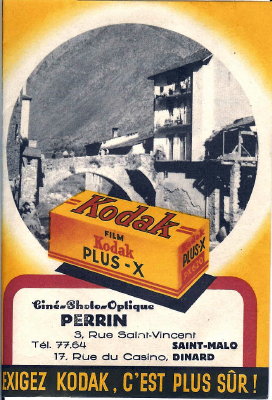 Kodak
FILM
Kodak
PLUS-X
Kodak
PLUS-X
PX620
Ciné-Photo-Optique
PERRIN
3, Rue Saint-Vincent
Tél. 77.64 SAINT-MALO
17, Rue du Casino, DINARD
EXIGEZ KODAK, C'EST PLUS SÛR !